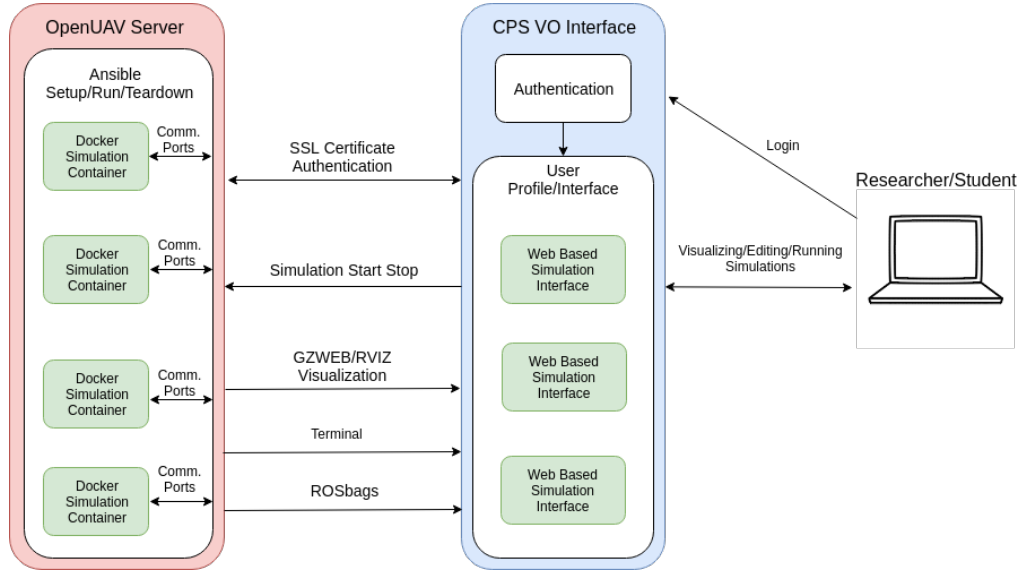 OpenUAV Server
Ansible
Setup/Run/Teardown
Docker
Simulation
Container
Comm.
Ports
Docker
Simulation
Container
Comm.
Ports
Docker
Simulation
Container
Comm.
Ports
Docker
Simulation
Container
Comm.
Ports
SSL Certificate
Authentication
Simulation Start Stop
GZWEB/RVIZ
Visualization
Terminal
ROSbags
CPS VO Interface
Authentication
User
Profile/Interface
Web Based
Simulation
Interface
Web Based
Simulation
Interface
Web Based
Simulation
Interface
Login
Visualizing/Editing/Running
Simulations
Researcher/Student